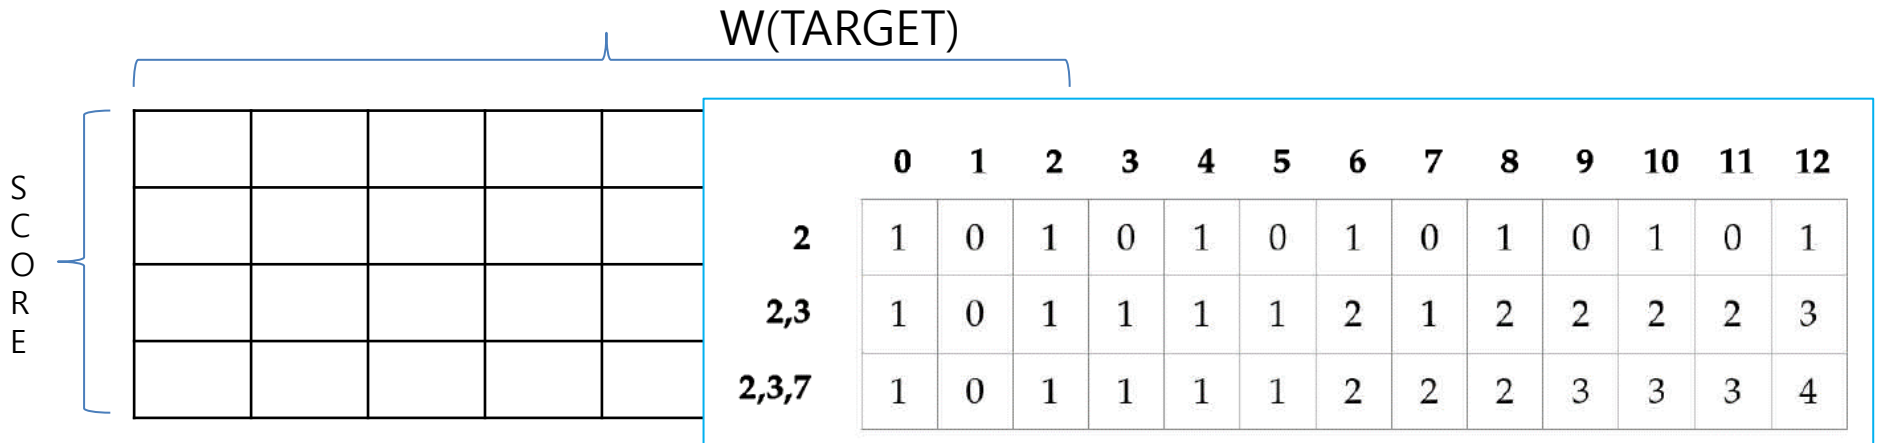 W(TARGET)
S
C
O
R
E
0 1 2 3 4 5 6 7 8 9 10 11 12
2 1 0 1 0 1 0 1 0 1 0 1 0 1
2,3 1 0 1 1 1 1 2 1 2 2 2 2 3
2,3,7 1 0 1 1 1 1 2 2 2 3 3 3 4